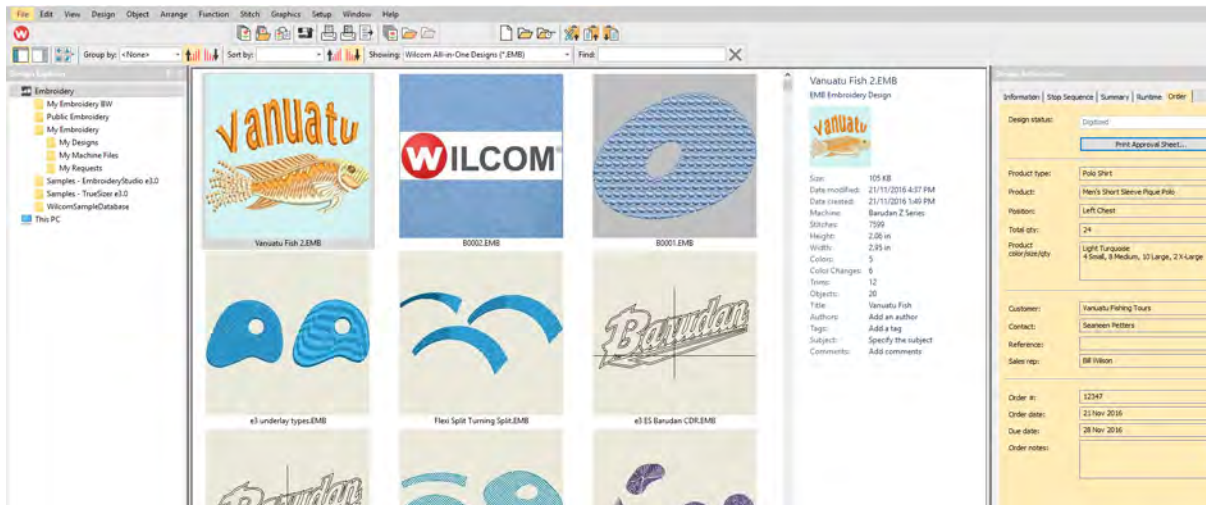 File Edit View Design Object Arrange Function Stitch Graphics Setup Window Help
Group by: <None> Sort by: Showing: Wilcom All-in-One Designs (*.EMB) Find:
Embroidery
My Embroidery BW
Public Embroidery
My Embroidery
My Designs
My Machine Files
My Requests
Samples - EmbroideryStudio e3.0
Samples - TrueSizer e3.0
WilcomSampleDatabase
This PC
vanuatu
Vanuatu Fish 2.EMB
WILCOM
B0002.EMB
B0001.EMB
e3 underlay types.EMB
Flexi Split Turning Split.EMB
Barudan
e3 ES Barudan CDR.EMB
Barudan
Vanuatu Fish 2.EMB
EMB Embroidery Design
vanuatu
Size: 105 KB
Date modified: 21/11/2016 4:37 PM
Date created: 21/11/2016 1:49 PM
Machine: Barudan Z Series
Stitches: 7599
Height: 2.06 in
Width: 2.95 in
Colors: 5
Color Changes: 6
Trims: 12
Objects: 20
Title: Vanuatu Fish
Authors: Add an author
Tags: Add a tag
Subject: Specify the subject
Comments: Add comments
Information Stop Sequence Summary Runtime Order
Design status: Digitized
Print Approval Sheet...
Product type: Polo Shirt
Product: Men's Short Sleeve Pique Polo
Position: Left Chest
Total qty: 24
Product color/size/qty Light Turquoise
4 Small, 8 Medium, 10 Large, 2 X-Large
Customer: Vanuatu Fishing Tours
Contact: Seaneen Petters
Reference:
Sales rep: Bill Wilson
Order #: 12347
Order date: 21 Nov 2016
Due date: 28 Nov 2016
Order notes: